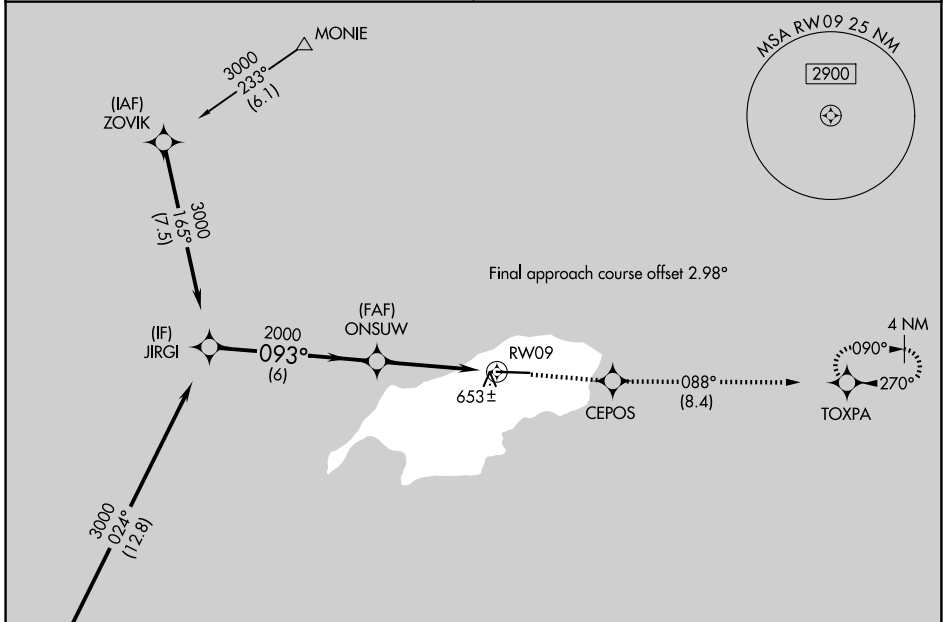 MONIE
3000
233°
(6.1)
MSA RW09 25 NM
2900
(IAF)
ZOVIK
3000
165°
(7.5)
Final approach course offset 2.98°
(IF)
JIRGI
2000
093°
(6)
(FAF)
ONSUW
RW09
653±
CEPOS
088°
(8.4)
4 NM
090°
270°
TOXPA
3000
024°
(12.8)